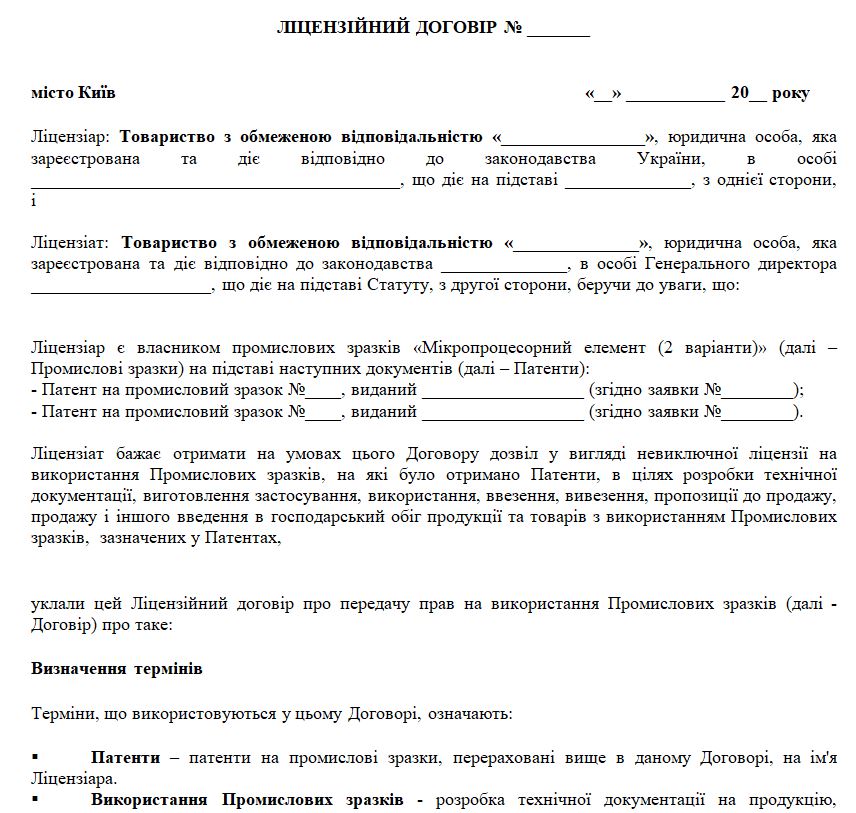 ЛІЦЕНЗІЙНИЙ ДОГОВІР № _______
місто Київ «__» ___________ 20__ року
Ліцензіар: Товариство з обмеженою відповідальністю «________________», юридична особа, яка
зареєстрована та діє відповідно до законодавства України, в особі
_________________________________________, що діє на підставі ______________, з однієї сторони,
і
Ліцензіат: Товариство з обмеженою відповідальністю «______________», юридична особа, яка
зареєстрована та діє відповідно до законодавства ______________, в особі Генерального директора
____________________, що діє на підставі Статуту, з другої сторони, беручи до уваги, що:
Ліцензіар є власником промислових зразків «Мікропроцесорний елемент (2 варіанти)» (далі –
Промислові зразки) на підставі наступних документів (далі – Патенти):
- Патент на промисловий зразок №____, виданий __________________ (згідно заявки №________);
- Патент на промисловий зразок №____, виданий __________________ (згідно заявки №________).
Ліцензіат бажає отримати на умовах цього Договору дозвіл у вигляді невиключної ліцензії на
використання Промислових зразків, на які було отримано Патенти, в цілях розробки технічної
документації, виготовлення застосування, використання, ввезення, вивезення, пропозиції до продажу,
продажу і іншого введення в господарський обіг продукції та товарів з використанням Промислових
зразків, зазначених у Патентах,
уклали цей Ліцензійний договір про передачу прав на використання Промислових зразків (далі -
Договір) про таке:
Визначення термінів
Терміни, що використовуються у цьому Договорі, означають:
▪ Патенти – патенти на промислові зразки, перераховані вище в даному Договорі, на ім'я
Ліцензіара.
▪ Використання Промислових зразків - розробка технічної документації на продукцію,